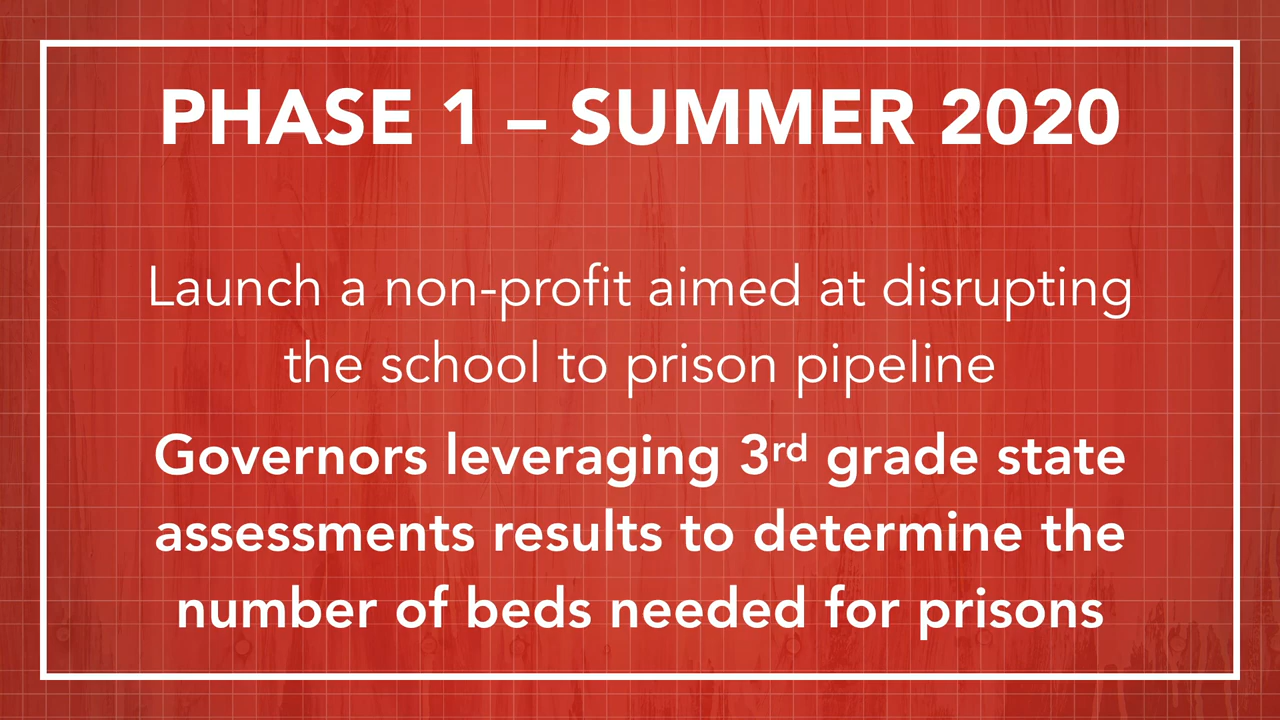 PHASE 1 – SUMMER 2020
Launch a non-profit aimed at disrupting
the school to prison pipeline
Governors leveraging 3rd grade state
assessments results to determine the
number of beds needed for prisons